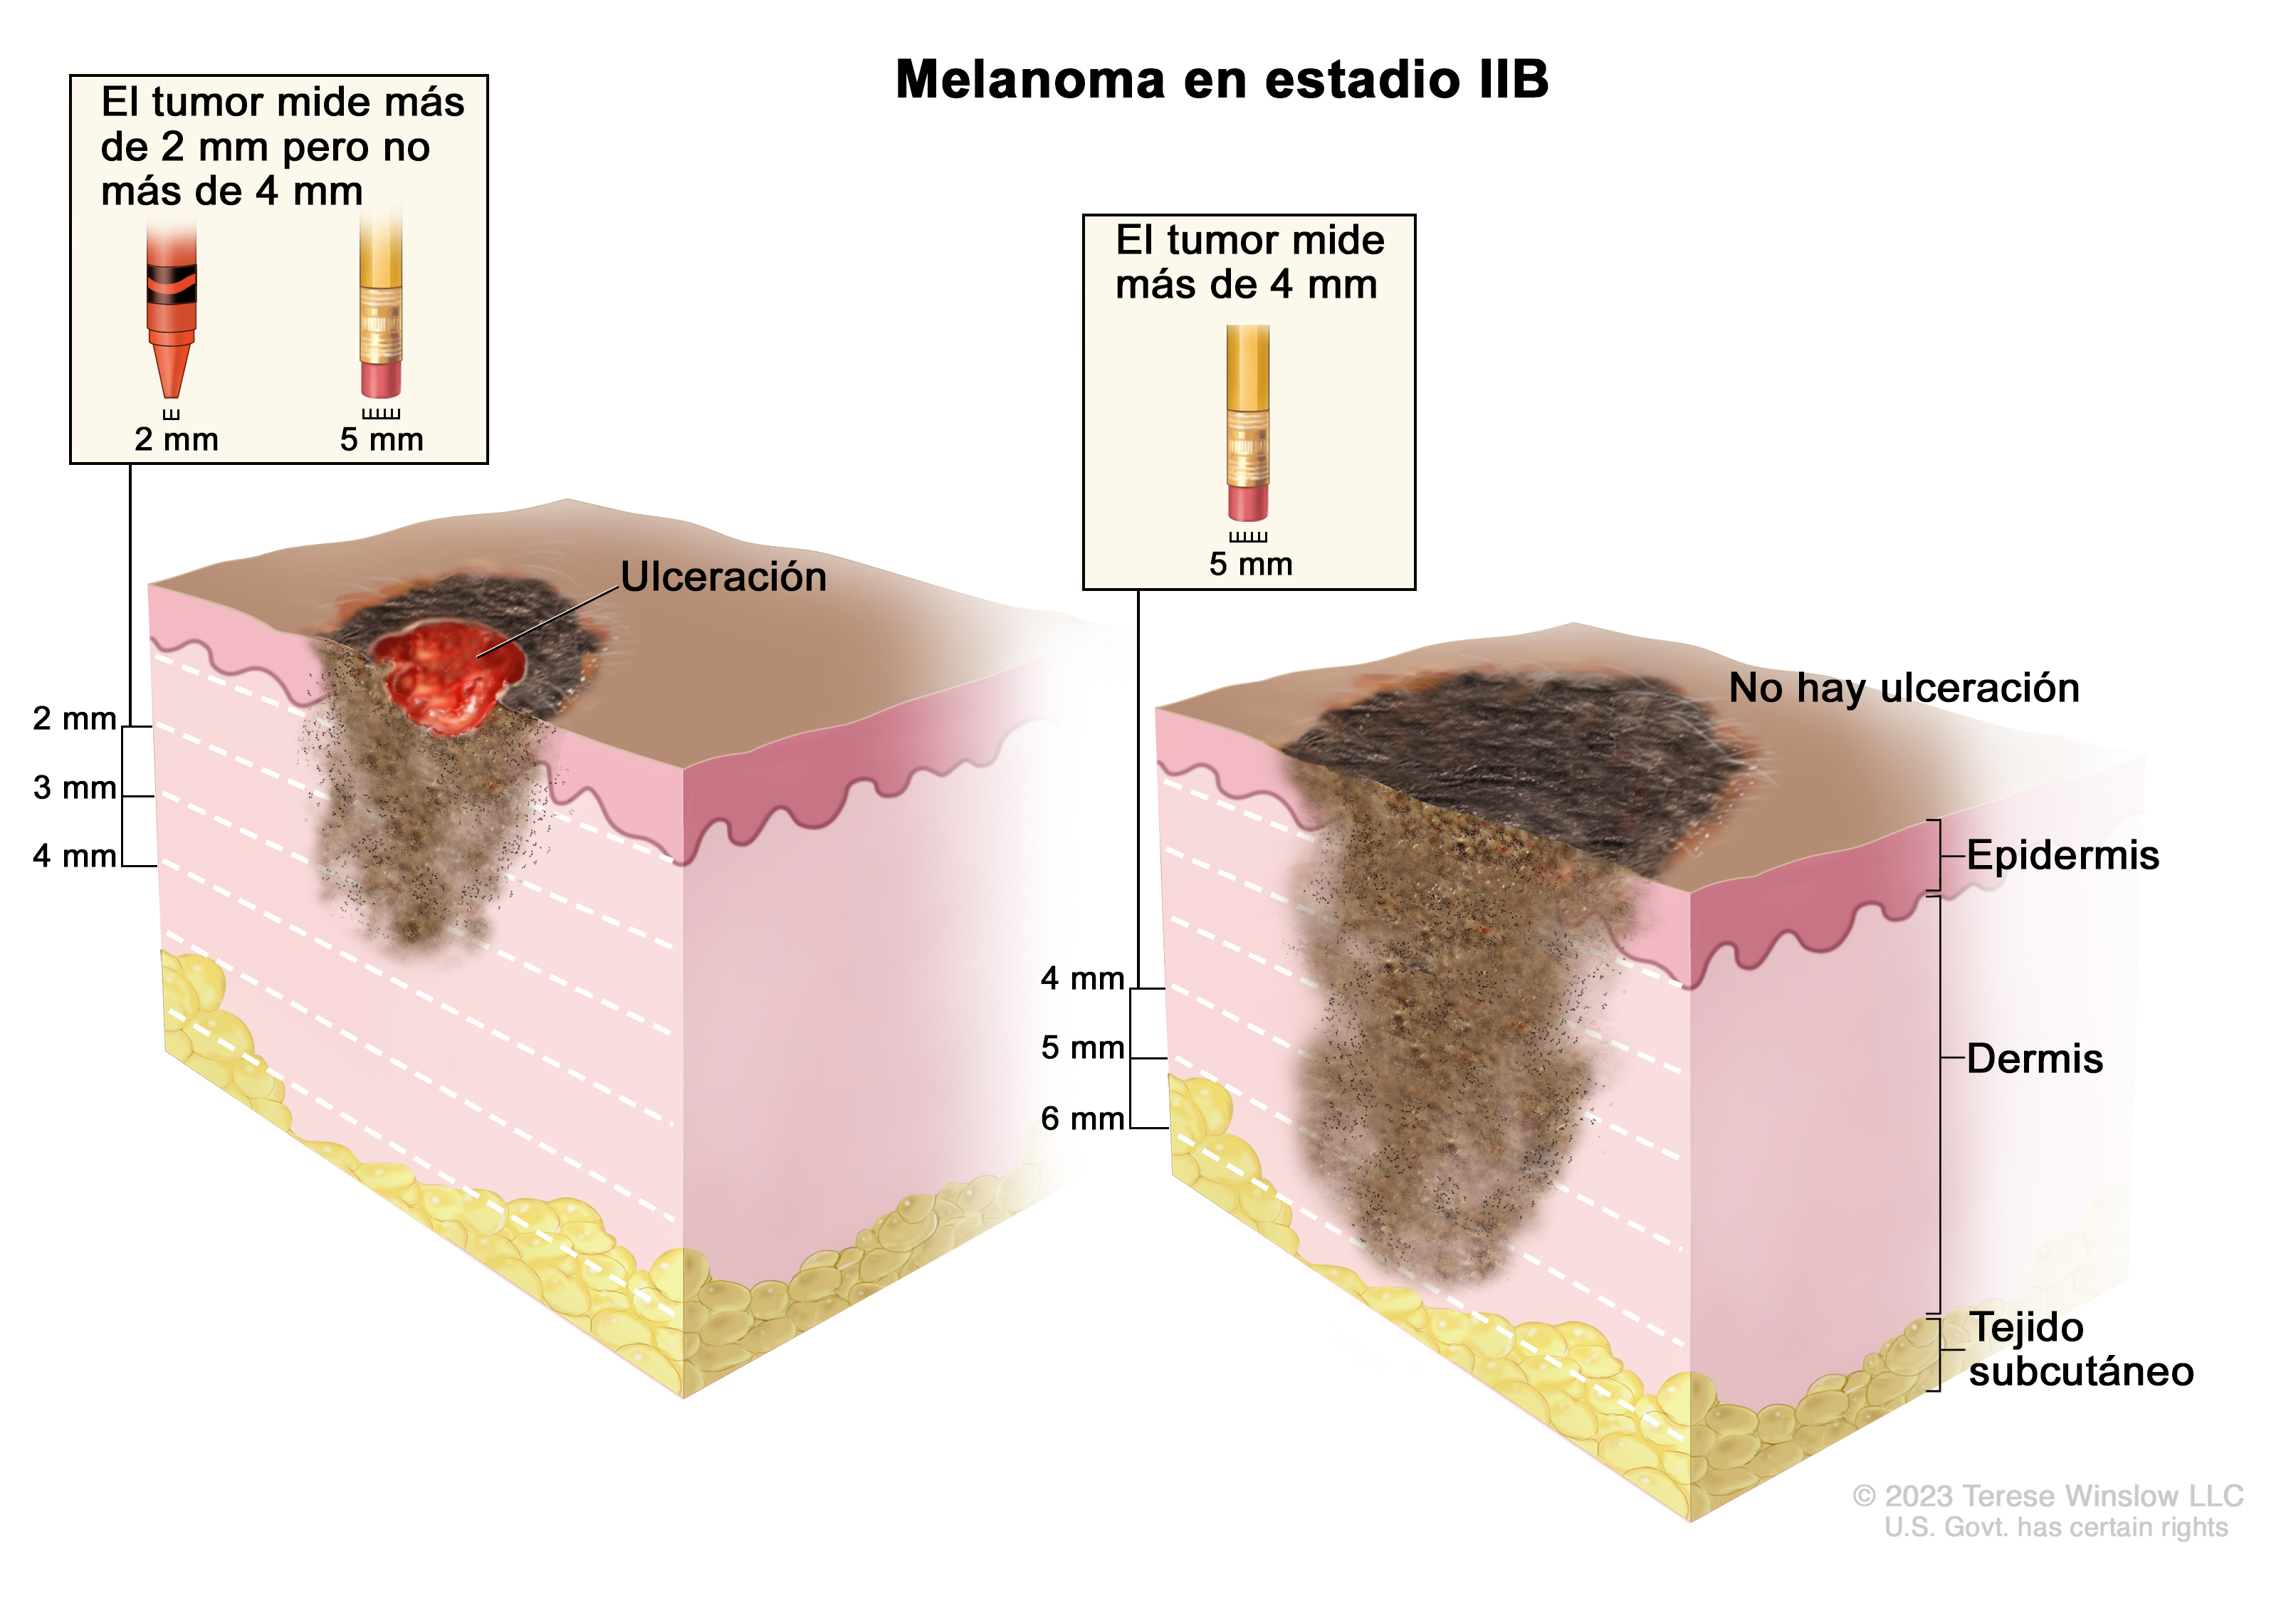 Melanoma en estadio IIB
El tumor mide más
de 2 mm pero no
más de 4 mm
2 mm
5 mm
El tumor mide
más de 4 mm
5 mm
Ulceración
2 mm
3 mm
4 mm
No hay ulceración
4 mm
5 mm
6 mm
Epidermis
Dermis
Tejido
subcutáneo
© 2023 Terese Winslow LLC
U.S. Govt. has certain rights